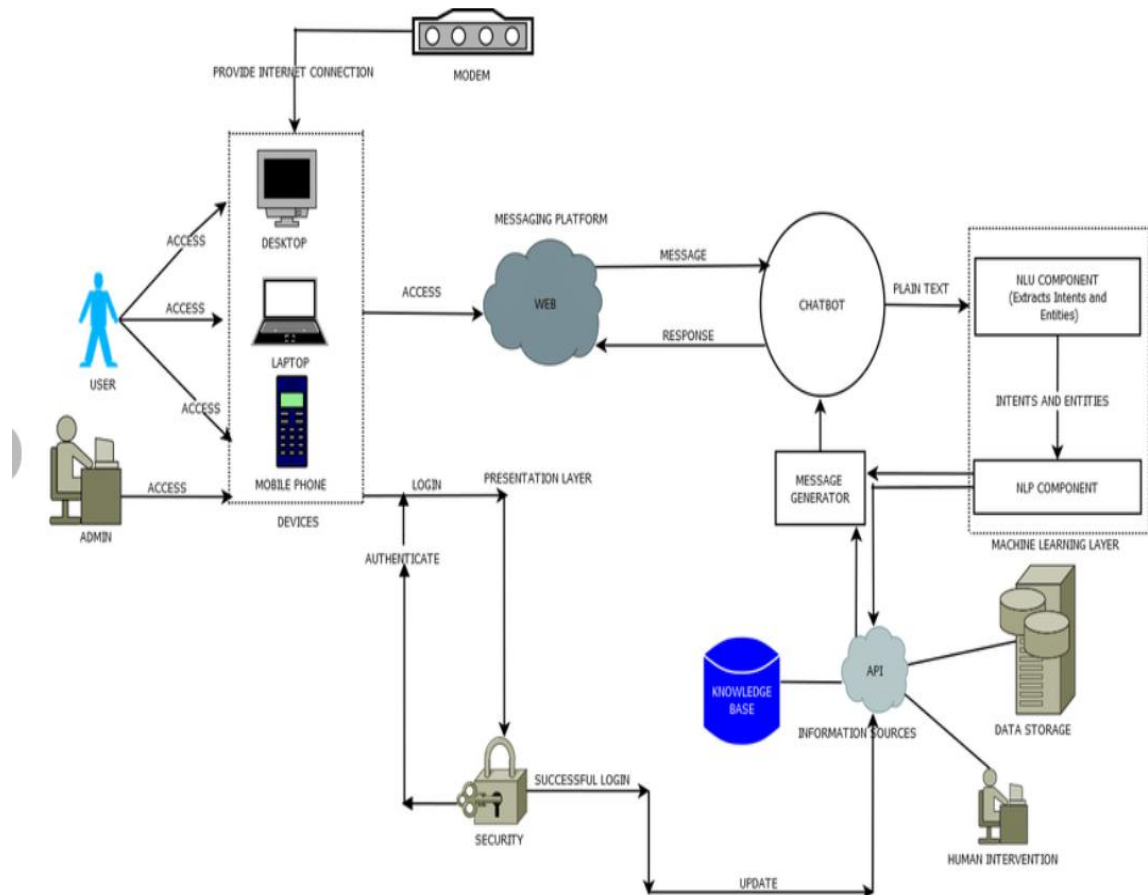 MODEM
PROVIDE INTERNET CONNECTION
DESKTOP
ACCESS
ACCESS
ACCESS
USER
LAPTOP
MOBILE PHONE
ACCESS
ADMIN
DEVICES
ACCESS
MESSAGING PLATFORM
WEB
MESSAGE
RESPONSE
CHATBOT
PLAIN TEXT
NLU COMPONENT
(Extracts Intents and
Entities)
INTENTS AND ENTITIES
NLP COMPONENT
MACHINE LEARNING LAYER
MESSAGE
GENERATOR
LOGIN
PRESENTATION LAYER
AUTHENTICATE
SECURITY
SUCCESSFUL LOGIN
UPDATE
KNOWLEDGE
BASE
API
INFORMATION SOURCES
DATA STORAGE
HUMAN INTERVENTION